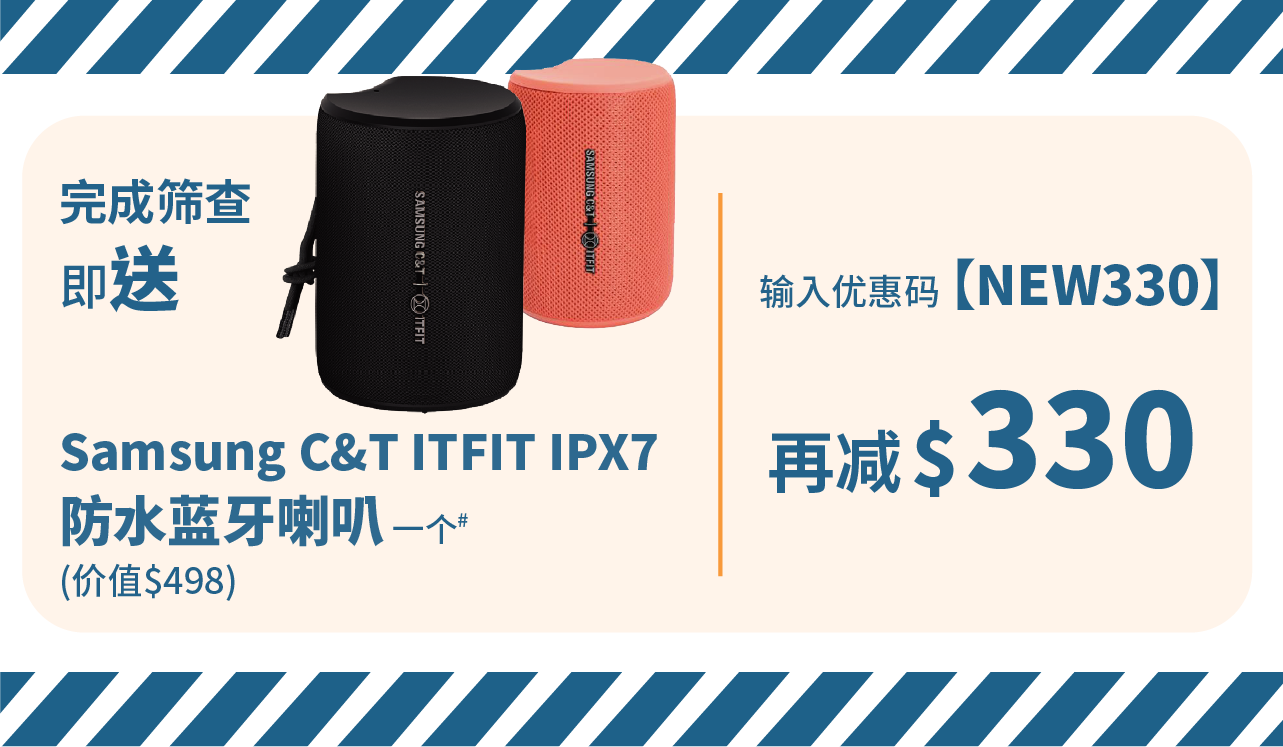 完成筛查
即送
SAMSUNG C&T | ITFIT
SAMSUNG C&T | ITFIT
Samsung C&T ITFIT IPX7
防水蓝牙喇叭 一个#
(价值$498)
输入优惠码【NEW330】
再减$330